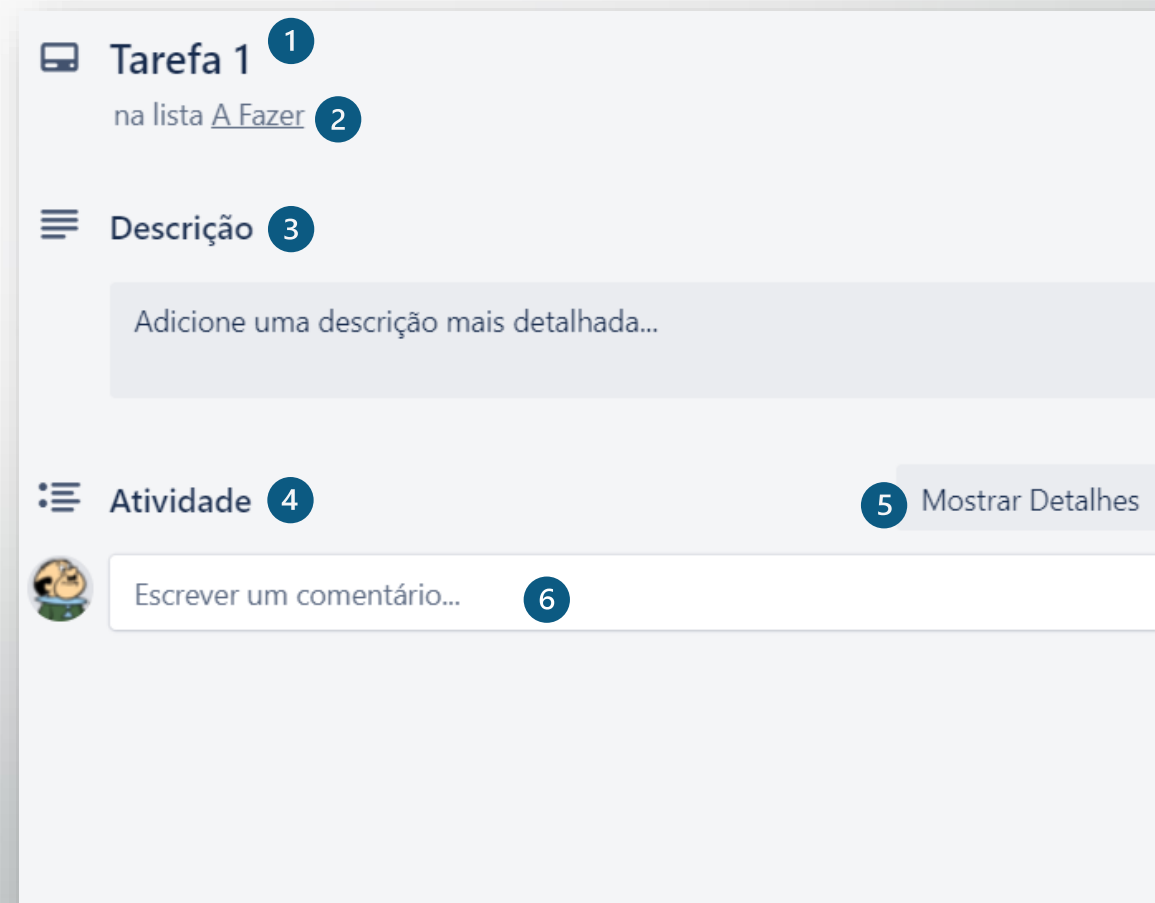 Tarefa 1 1
na lista A Fazer 2
Descrição 3
Adicione uma descrição mais detalhada...
Atividade 4
5 Mostrar Detalhes
Escrever um comentário... 6